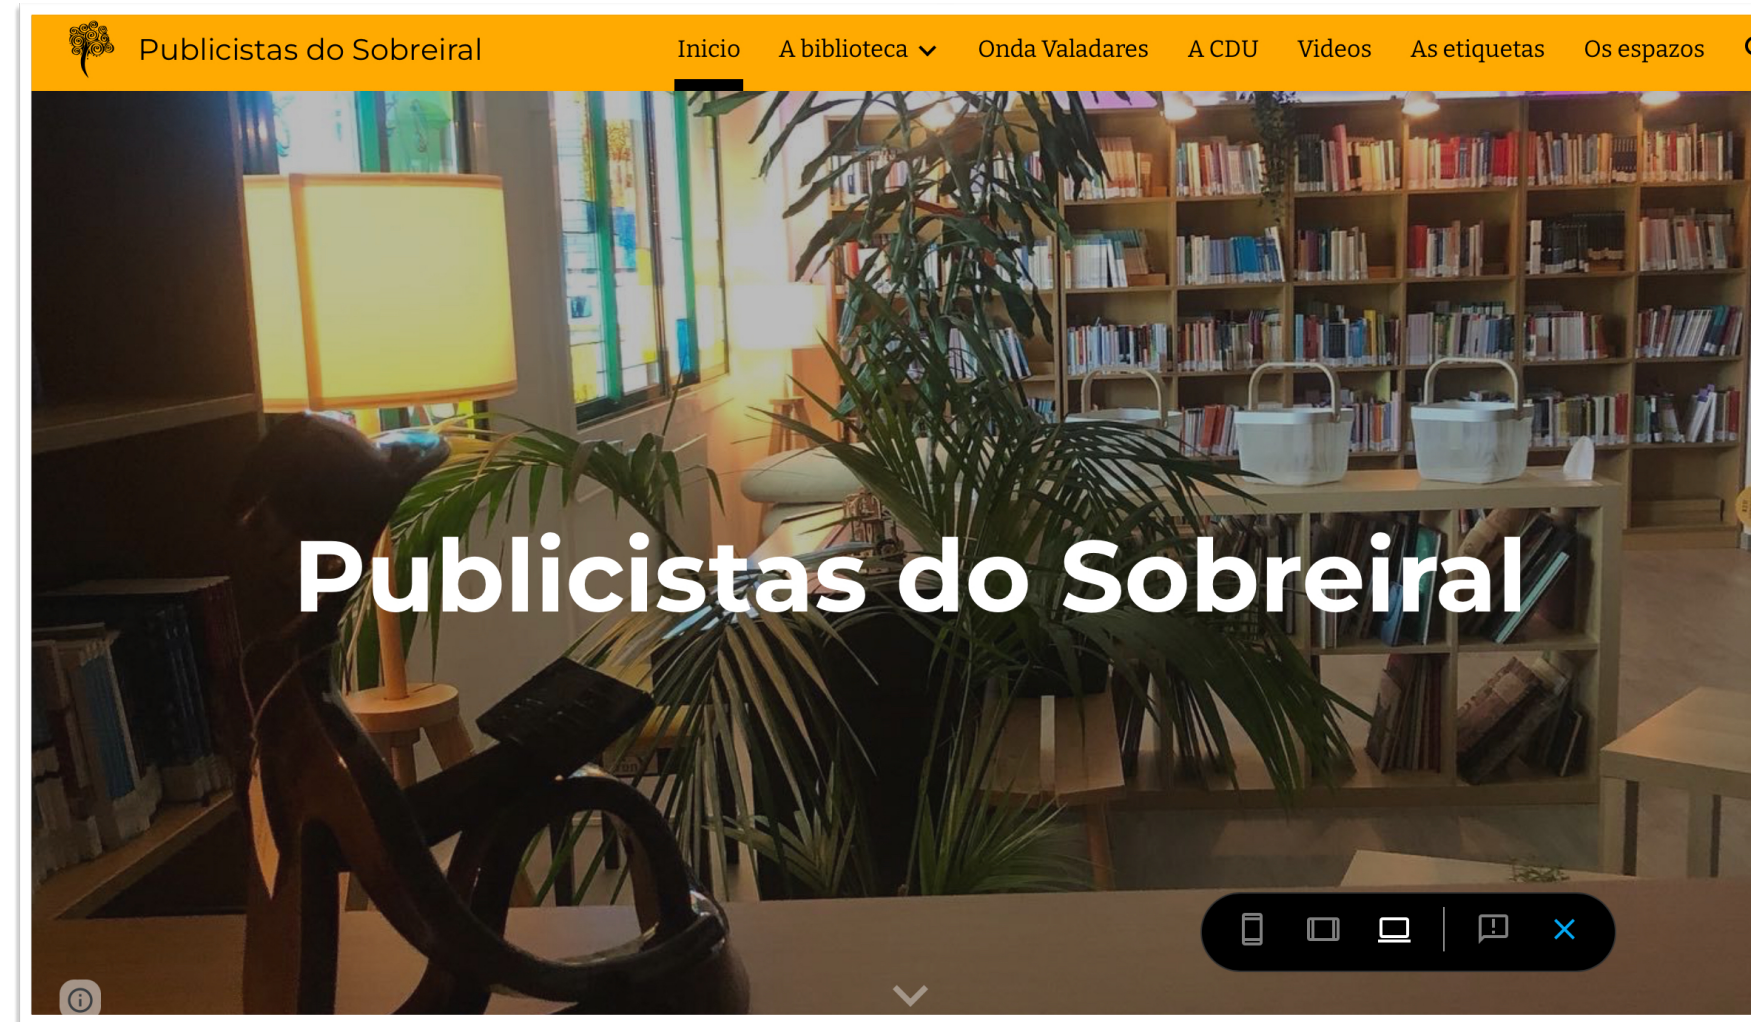 Publicistas do Sobreiral
Inicio
A biblioteca
Onda Valadares
A CDU
Videos
As etiquetas
Os espazos
Publicistas do Sobreiral